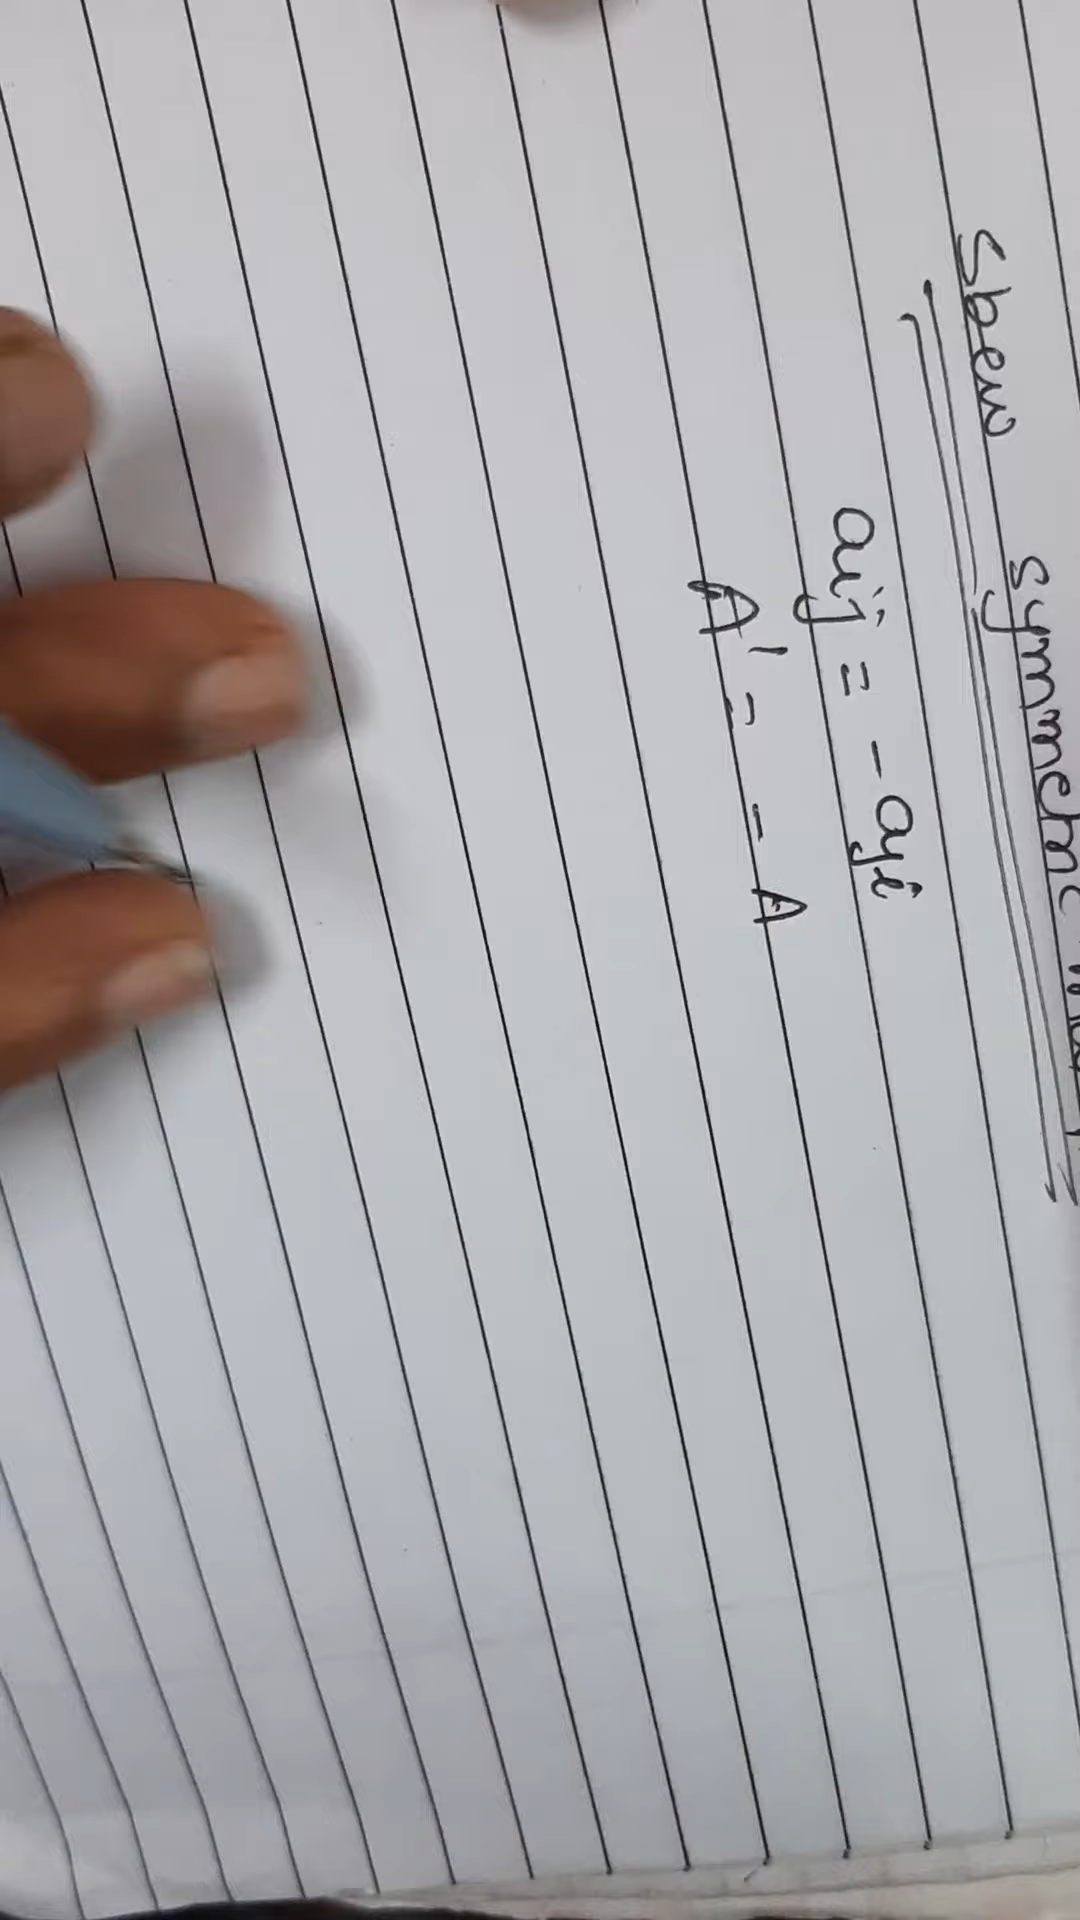 Skew symmetric
aij = -aji
A' = -A